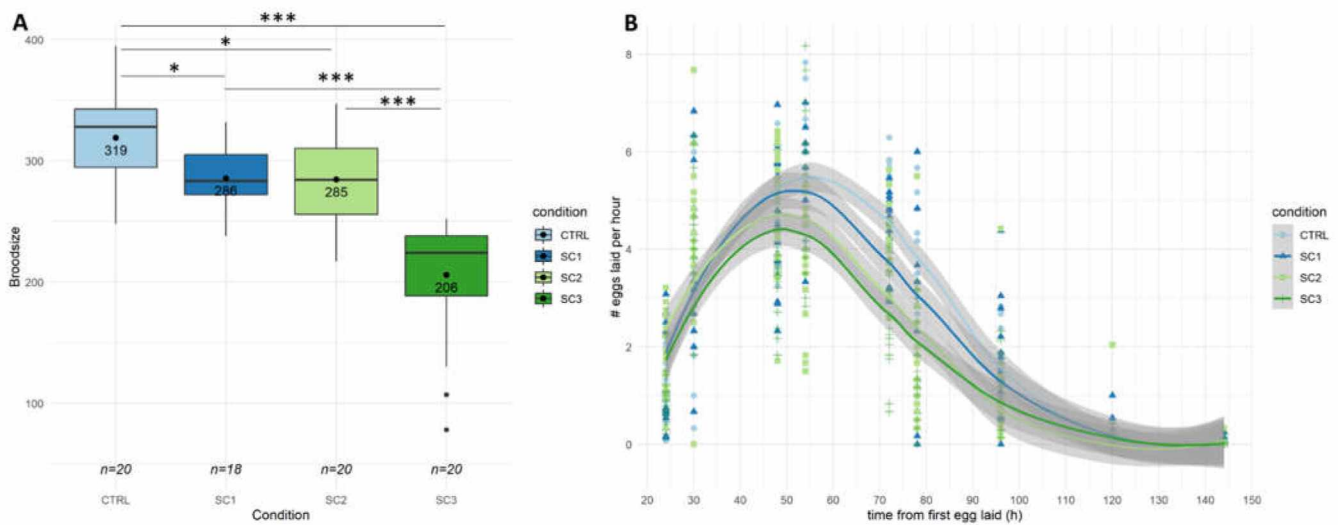 A
***
*
*
***
***
400
300
200
100
Broodsize
319
286
285
206
n=20
n=18
n=20
n=20
CTRL
SC1
SC2
SC3
Condition
condition
CTRL
SC1
SC2
SC3
B
8
6
4
2
0
# eggs laid per hour
20 30 40 50 60 70 80 90 100 110 120 130 140 150
time from first egg laid (h)
condition
CTRL
SC1
SC2
SC3